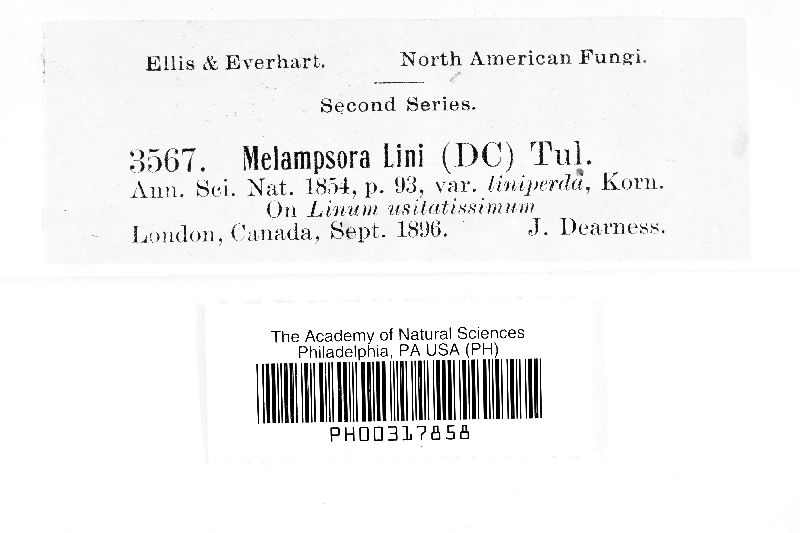 Ellis & Everhart. North American Fungi.
Second Series.
3567. Melampsora Lini (DC) Tul.
Ann. Sci. Nat. 1854, p. 93, var. liniperda, Korn.
On Linum usitatissimum
London, Canada, Sept. 1896. J. Dearness.
The Academy of Natural Sciences
Philadelphia, PA USA (PH)
PH00317858